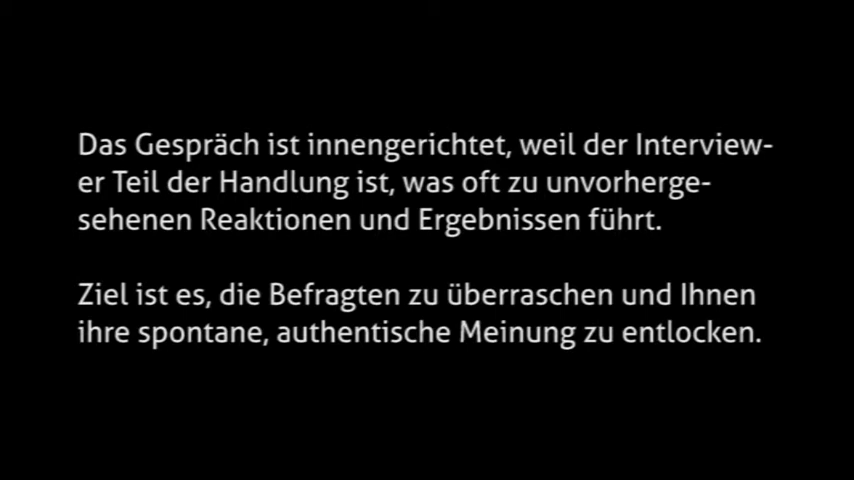 Das Gespräch ist innengerichtet, weil der Interview-
er Teil der Handlung ist, was oft zu unvorherge-
sehenen Reaktionen und Ergebnissen führt.
Ziel ist es, die Befragten zu überraschen und Ihnen
ihre spontane, authentische Meinung zu entlocken.